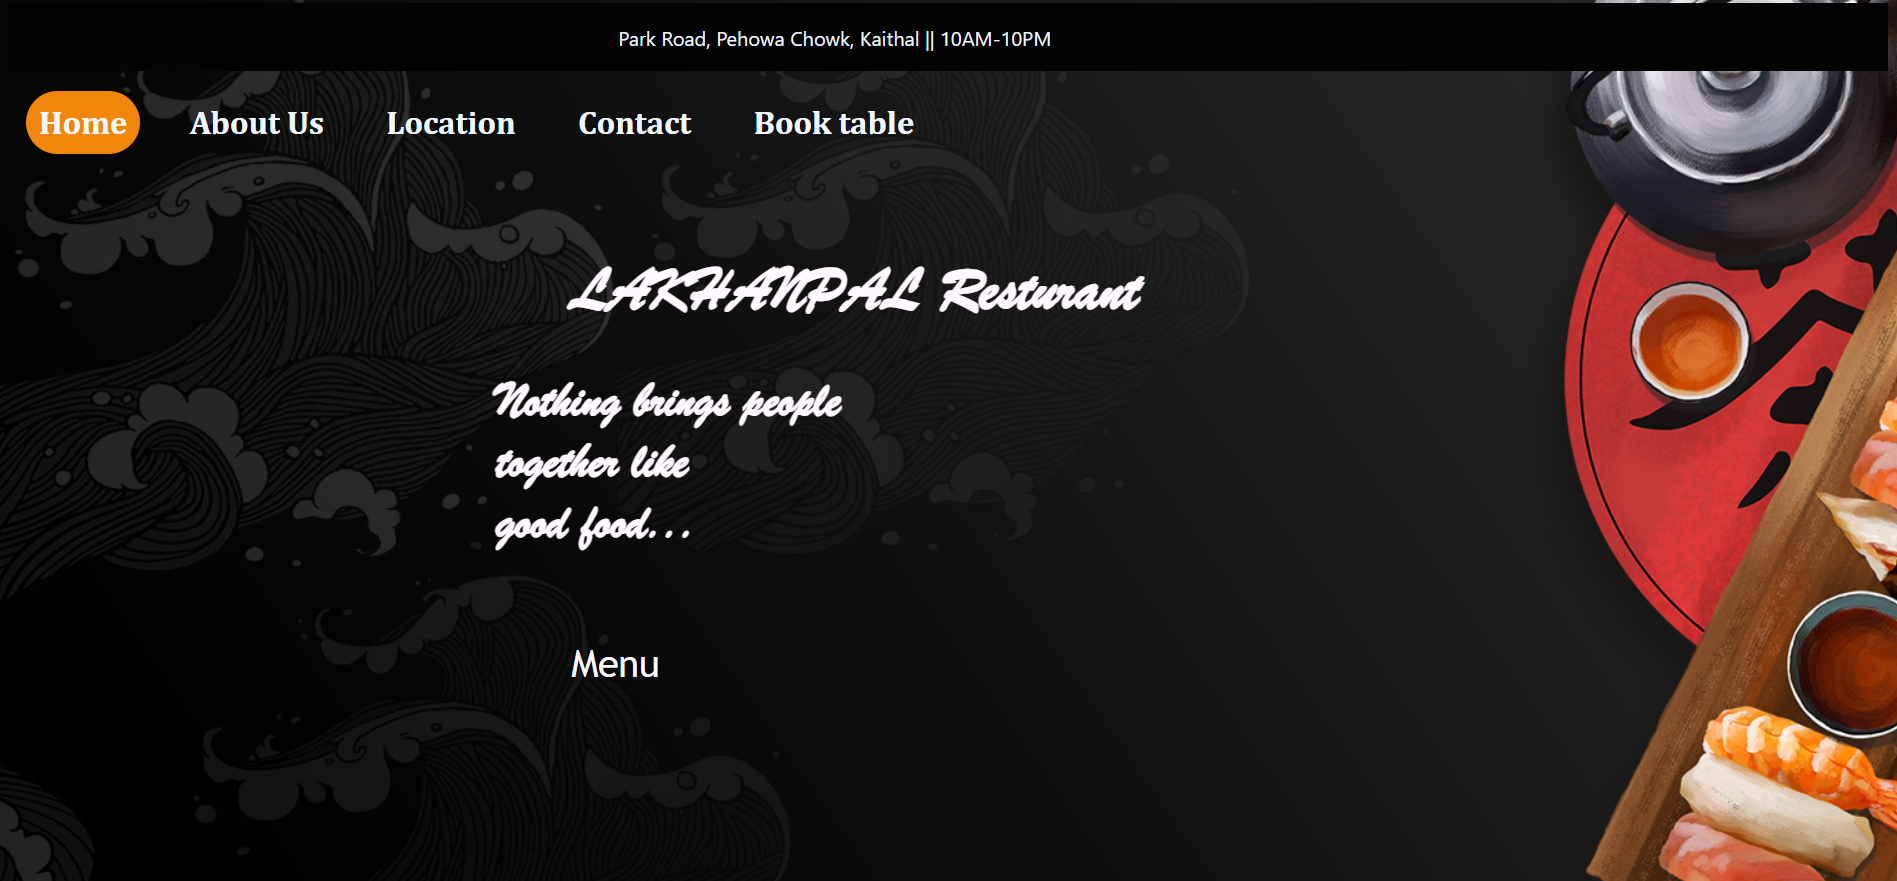 Park Road, Pehowa Chowk, Kaithal || 10AM-10PM
Home About Us Location Contact Book table
LAKHANPAL Resturant
Nothing brings people
together like
good food...
Menu